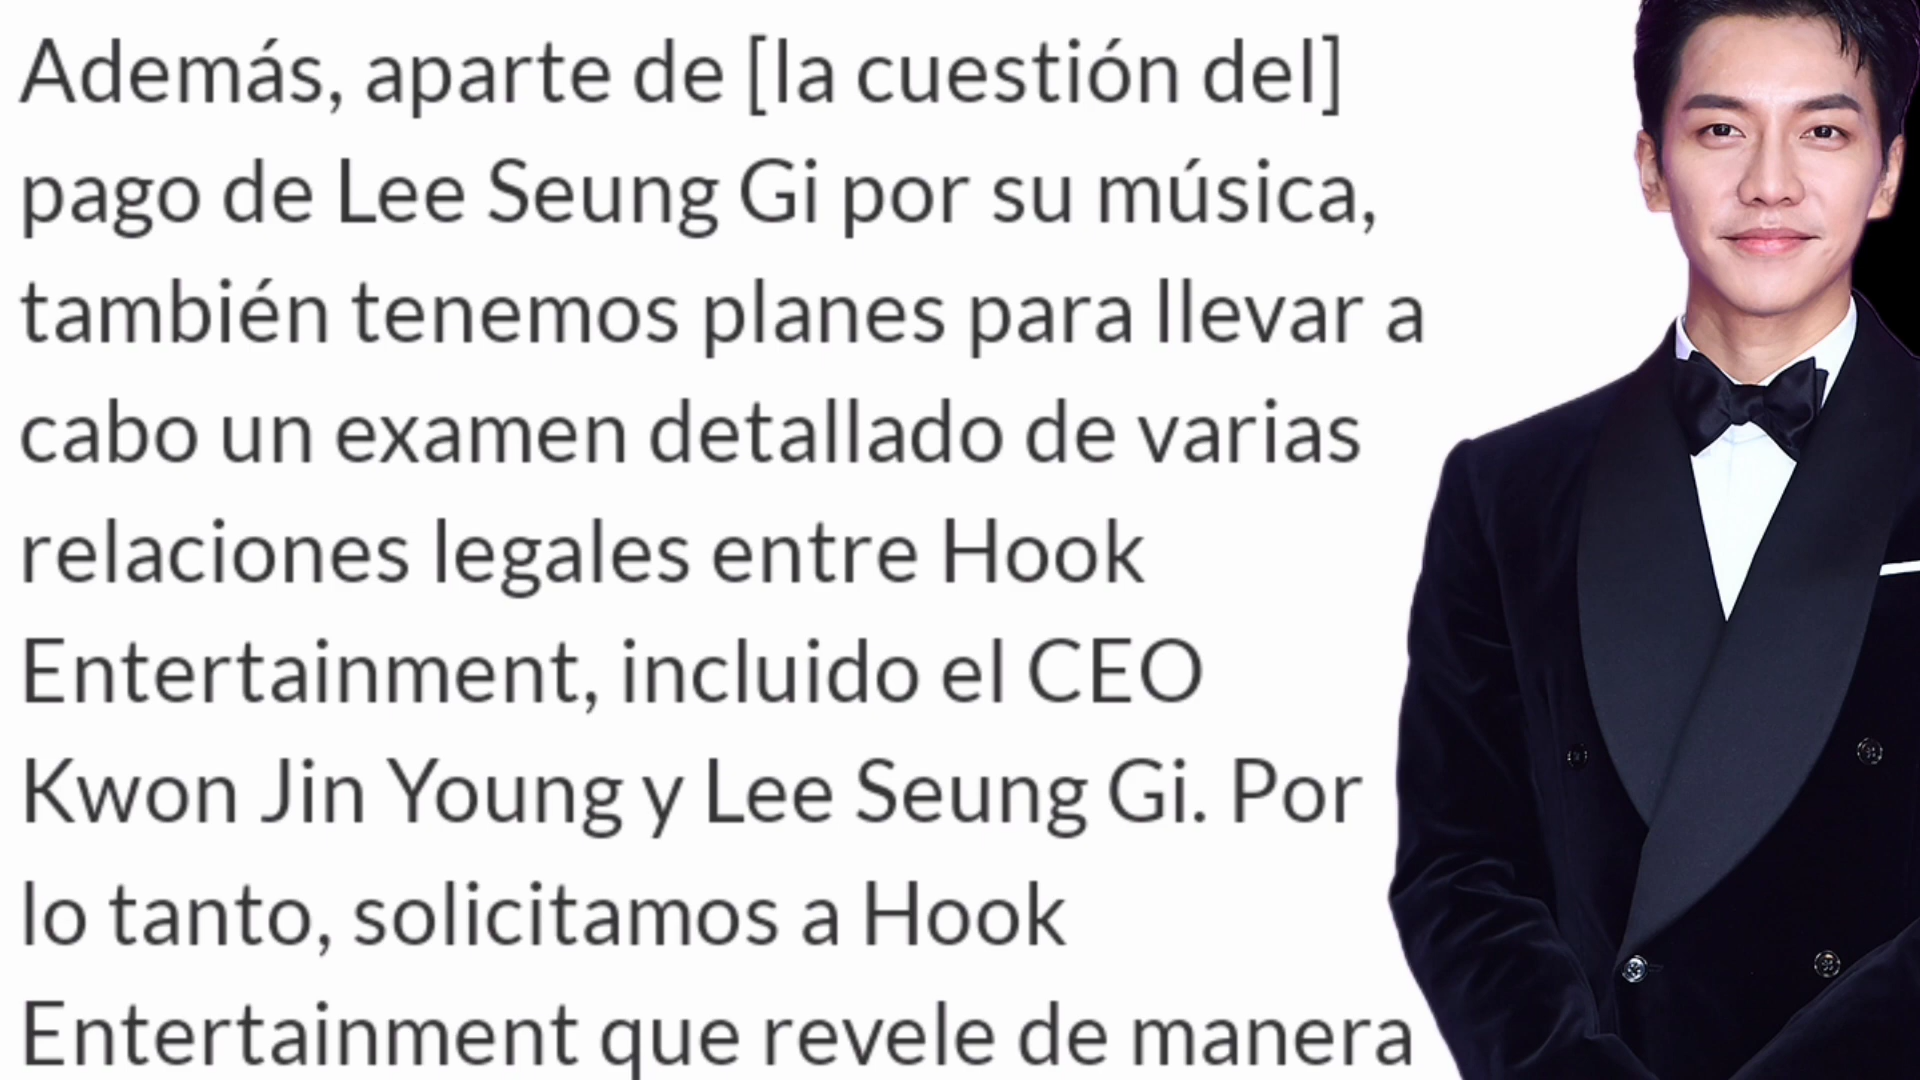 Además, aparte de [la cuestión del]
pago de Lee Seung Gi por su música,
también tenemos planes para llevar a
cabo un examen detallado de varias
relaciones legales entre Hook
Entertainment, incluido el CEO
Kwon Jin Young y Lee Seung Gi. Por
lo tanto, solicitamos a Hook
Entertainment que revele de manera